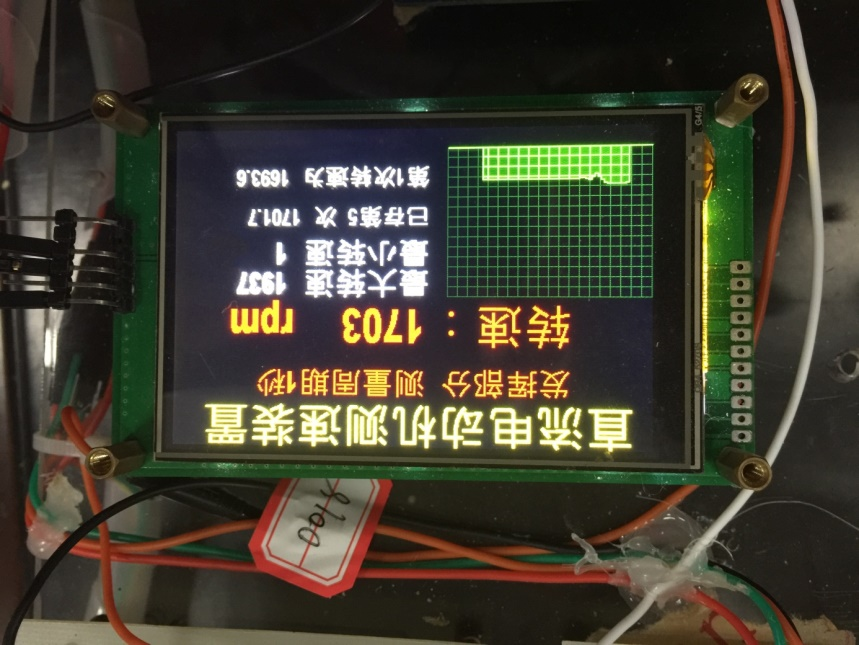 直流电动机测速装置
发挥部分 测量周期1秒
转速： 1703 rpm
最大转速 1937
最小转速 1
已存第5 次 1701.7
第1次转速为 1693.6